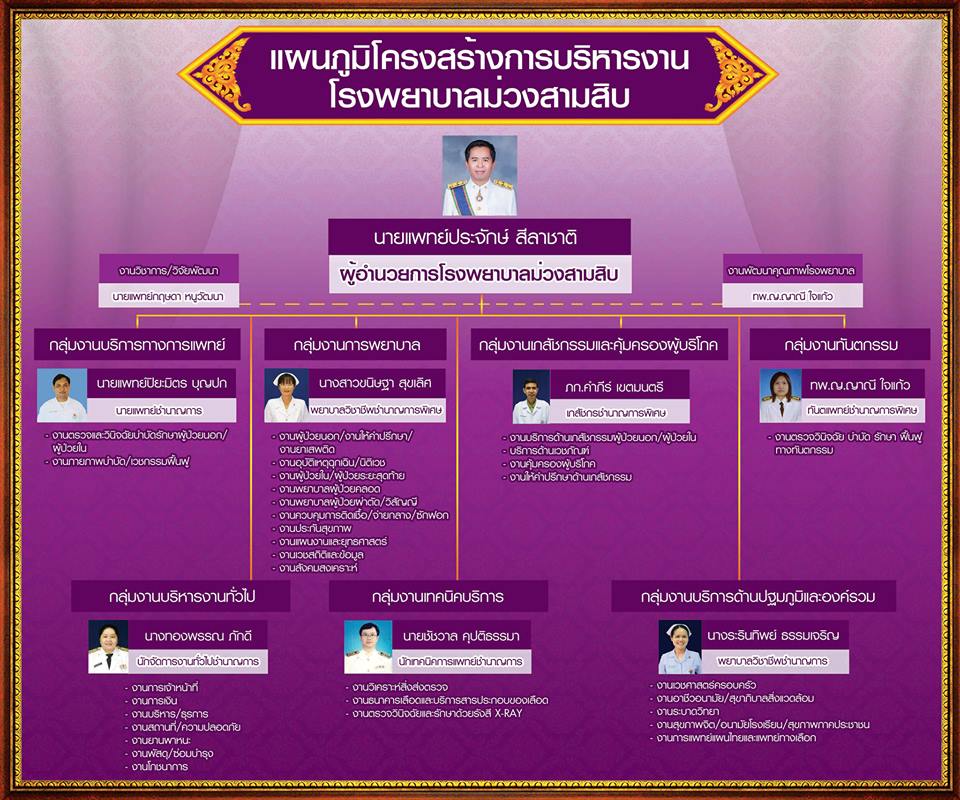 แผนภูมิโครงสร้างการบริหารงาน
โรงพยาบาลม่วงสามสิบ
นายแพทย์ประจักษ์ สีลาชาติ
ผู้อำนวยการโรงพยาบาลม่วงสามสิบ
งานวิชาการ/วิจัยพัฒนา
นายแพทย์กฤษดา หนูวัฒนา
งานพัฒนาคุณภาพโรงพยาบาล
ทพ.ญ.ญาณี ใจแก้ว
กลุ่มงานบริการทางการแพทย์
นายแพทย์ปิยะมิตร บุญปก
นายแพทย์ชำนาญการ
- งานตรวจและวินิจฉัยบำบัดรักษาผู้ป่วยนอก/
ผู้ป่วยใน
- งานกายภาพบำบัด/เวชกรรมฟื้นฟู
กลุ่มงานการพยาบาล
นางสาวขนิษฐา สุขเลิศ
พยาบาลวิชาชีพชำนาญการพิเศษ
- งานผู้ป่วยนอก/งานให้คำปรึกษา/
งานยาเสพติด
- งานอุบัติเหตุฉุกเฉิน/นิติเวช
- งานผู้ป่วยใน/ผู้ป่วยระยะสุดท้าย
- งานพยาบาลผู้ป่วยคลอด
- งานพยาบาลผู้ป่วยผ่าตัด/วิสัญญี
- งานควบคุมการติดเชื้อ/จ่ายกลาง/ซักฟอก
- งานประกันสุขภาพ
- งานแผนงานและยุทธศาสตร์
- งานเวชสถิติและข้อมูล
- งานสังคมสงเคราะห์
กลุ่มงานเภสัชกรรมและคุ้มครองผู้บริโภค
ภก.คำภีร์ เขตมนตรี
เภสัชกรชำนาญการพิเศษ
- งานบริการด้านเภสัชกรรมผู้ป่วยนอก/ผู้ป่วยใน
- บริการด้านเวชภัณฑ์
- งานคุ้มครองผู้บริโภค
- งานให้คำปรึกษาด้านเภสัชกรรม
กลุ่มงานทันตกรรม
ทพ.ญ.ญาณี ใจแก้ว
ทันตแพทย์ชำนาญการพิเศษ
- งานตรวจวินิจฉัย บำบัด รักษา ฟื้นฟู
ทางทันตกรรม
กลุ่มงานบริหารงานทั่วไป
นางทองพรรณ ภักดี
นักจัดการงานทั่วไปชำนาญการ
- งานการเจ้าหน้าที่
- งานการเงิน
- งานบริหาร/ธุรการ
- งานสถานที่/ความปลอดภัย
- งานยานพาหนะ
- งานพัสดุ/ซ่อมบำรุง
- งานโภชนาการ
กลุ่มงานเทคนิคบริการ
นายชัชวาล คุปติธรรมา
นักเทคนิคการแพทย์ชำนาญการ
- งานวิเคราะห์สิ่งส่งตรวจ
- งานธนาคารเลือดและบริการสารประกอบของเลือด
- งานตรวจวินิจฉัยและรักษาด้วยรังสี X-RAY
กลุ่มงานบริการด้านปฐมภูมิและองค์รวม
นางระรินทิพย์ ธรรมเจริญ
พยาบาลวิชาชีพชำนาญการ
- งานเวชศาสตร์ครอบครัว
- งานอาชีวอนามัย/สุขาภิบาลสิ่งแวดล้อม
- งานระบาดวิทยา
- งานสุขภาพจิต/อนามัยโรงเรียน/สุขภาพภาคประชาชน
- งานการแพทย์แผนไทยและแพทย์ทางเลือก